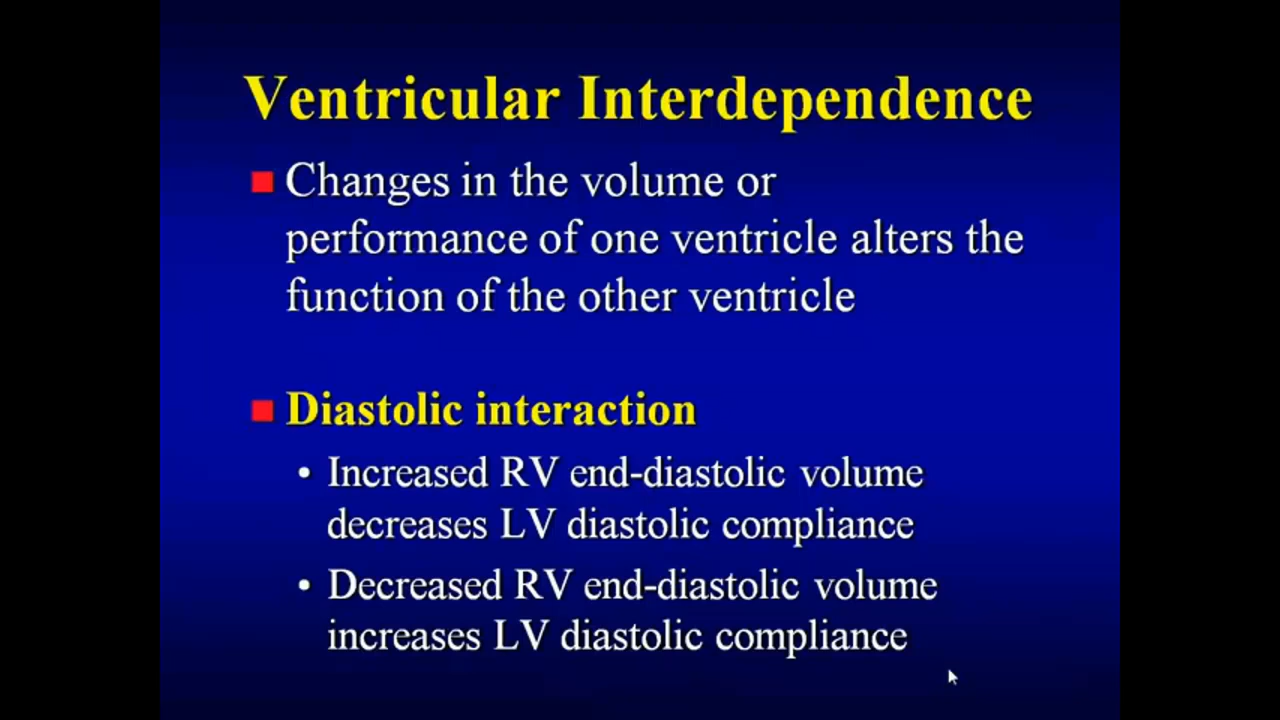 Ventricular Interdependence
Changes in the volume or
performance of one ventricle alters the
function of the other ventricle
Diastolic interaction
• Increased RV end-diastolic volume
decreases LV diastolic compliance
• Decreased RV end-diastolic volume
increases LV diastolic compliance